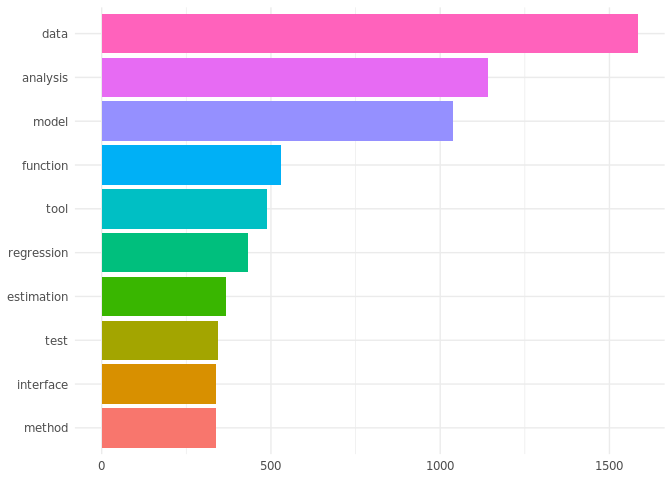 data
analysis
model
function
tool
regression
estimation
test
interface
method
0 500 1000 1500